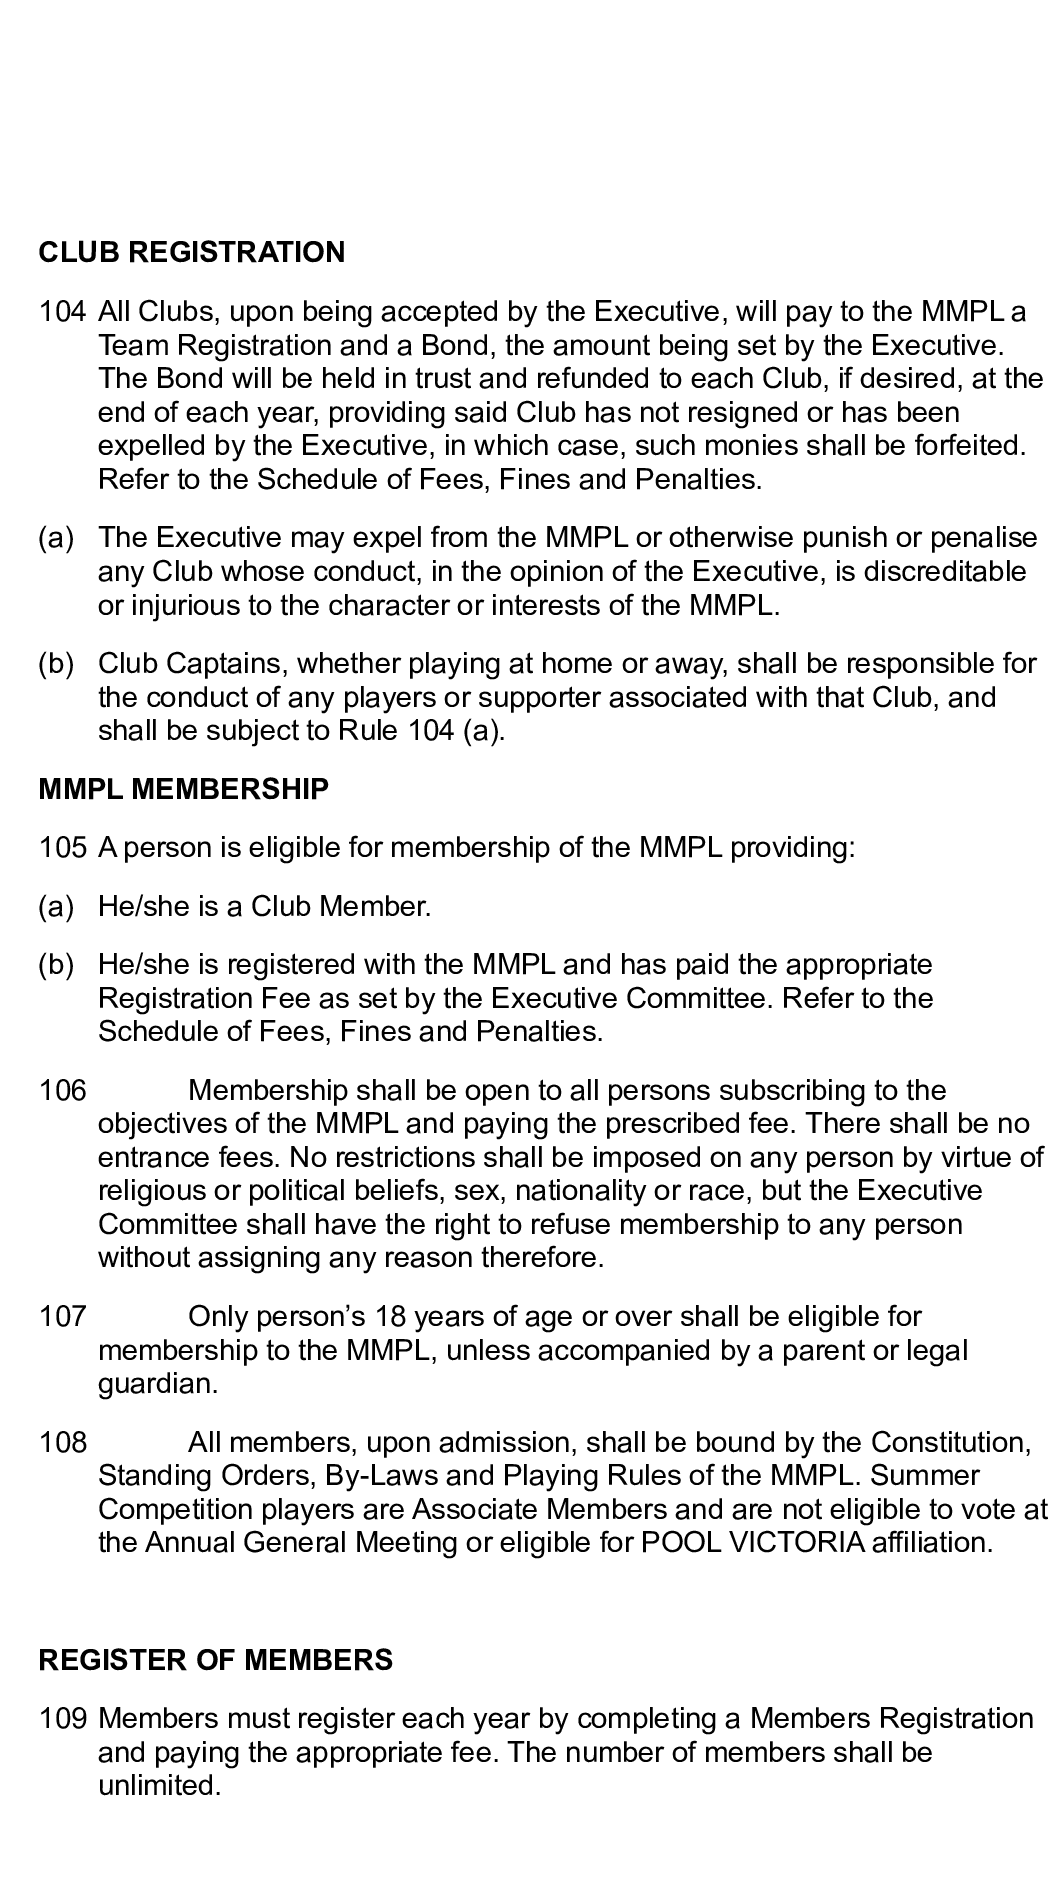 CLUB REGISTRATION
104 All Clubs, upon being accepted by the Executive, will pay to the MMPL a
Team Registration and a Bond, the amount being set by the Executive.
The Bond will be held in trust and refunded to each Club, if desired, at the
end of each year, providing said Club has not resigned or has been
expelled by the Executive, in which case, such monies shall be forfeited.
Refer to the Schedule of Fees, Fines and Penalties.
(a) The Executive may expel from the MMPL or otherwise punish or penalise
any Club whose conduct, in the opinion of the Executive, is discreditable
or injurious to the character or interests of the MMPL.
(b) Club Captains, whether playing at home or away, shall be responsible for
the conduct of any players or supporter associated with that Club, and
shall be subject to Rule 104 (a).
MMPL MEMBERSHIP
105 A person is eligible for membership of the MMPL providing:
(a) He/she is a Club Member.
(b) He/she is registered with the MMPL and has paid the appropriate
Registration Fee as set by the Executive Committee. Refer to the
Schedule of Fees, Fines and Penalties.
106 Membership shall be open to all persons subscribing to the
objectives of the MMPL and paying the prescribed fee. There shall be no
entrance fees. No restrictions shall be imposed on any person by virtue of
religious or political beliefs, sex, nationality or race, but the Executive
Committee shall have the right to refuse membership to any person
without assigning any reason therefore.
107 Only person’s 18 years of age or over shall be eligible for
membership to the MMPL, unless accompanied by a parent or legal
guardian.
108 All members, upon admission, shall be bound by the Constitution,
Standing Orders, By-Laws and Playing Rules of the MMPL. Summer
Competition players are Associate Members and are not eligible to vote at
the Annual General Meeting or eligible for POOL VICTORIA affiliation.
REGISTER OF MEMBERS
109 Members must register each year by completing a Members Registration
and paying the appropriate fee. The number of members shall be
unlimited.